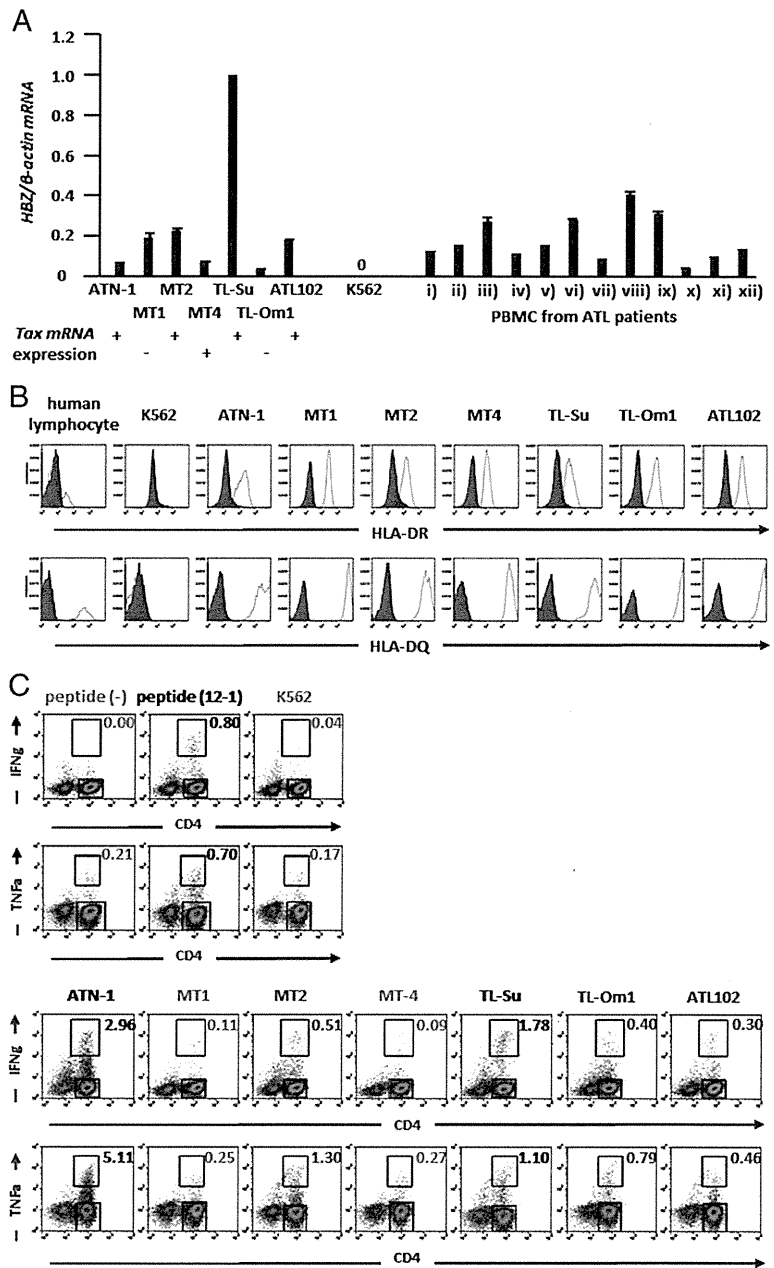 A
HBZ/β-actin mRNA
1.2
1.0
0.8
0.6
0.4
0.2
0
0
ATN-1 MT2 TL-Su ATL102 K562
MT1 MT4 TL-Om1
i) ii) iii) iv) v) vi) vii) viii) ix) x) xi) xii)
PBMC from ATL patients
Tax mRNA + + + +
expression - + -
B
human
lymphocyte K562 ATN-1 MT1 MT2 MT4 TL-Su TL-Om1 ATL102
HLA-DR
HLA-DQ
C
peptide (-) peptide (12-1) K562
IFNg
0.00 0.80 0.04
CD4
TNFa
0.21 0.70 0.17
CD4
ATN-1 MT1 MT2 MT-4 TL-Su TL-Om1 ATL102
IFNg
2.96 0.11 0.51 0.09 1.78 0.40 0.30
CD4
TNFa
5.11 0.25 1.30 0.27 1.10 0.79 0.46
CD4